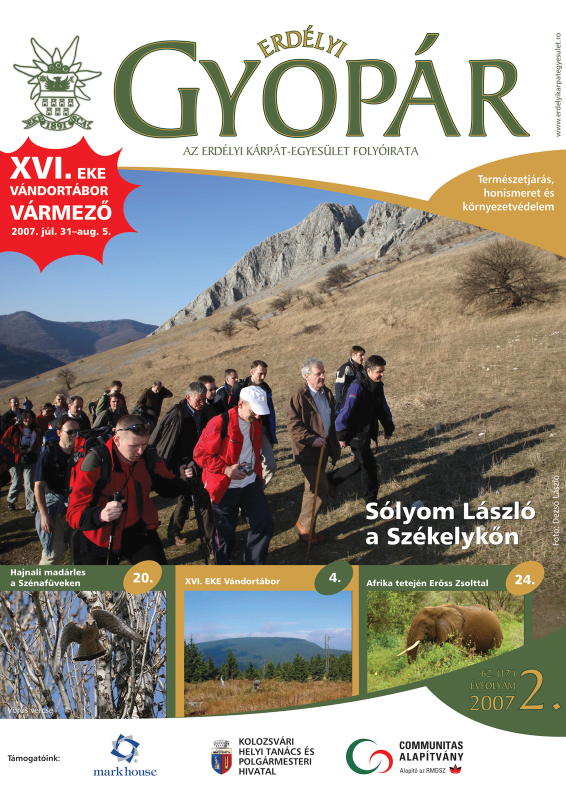 ERDÉLYI
GYOPÁR
1891
AZ ERDÉLYI KÁRPÁT-EGYESÜLET FOLYÓIRATA
www.erdelyikarpategyesulet.ro
XVI. EKE
VÁNDORTÁBOR
VÁRMEZŐ
2007. júl. 31–aug. 5.
Természetjárás,
honismeret és
környezetvédelem
Sólyom László
a Székelykőn
Fotó: Dezső László
Hajnali madárles
a Szénafüveken
20.
XVI. EKE Vándortábor
4.
Afrika tetején Erőss Zsolttal
24.
Vörös vércse
ÉVFOLYAM
2007 2.
Támogatóink:
markhouse
KOLOZSVÁRI
HELYI TANÁCS ÉS
POLGÁRMESTERI
HIVATAL
COMMUNITAS
ALAPÍTVÁNY
Alapító az RMDSZ